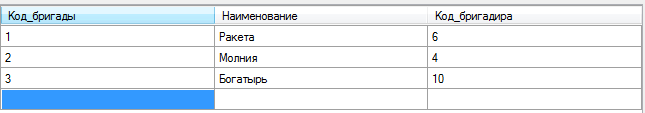 Код_бригады Наименование Код_бригадира
1 Ракета 6
2 Молния 4
3 Богатырь 10